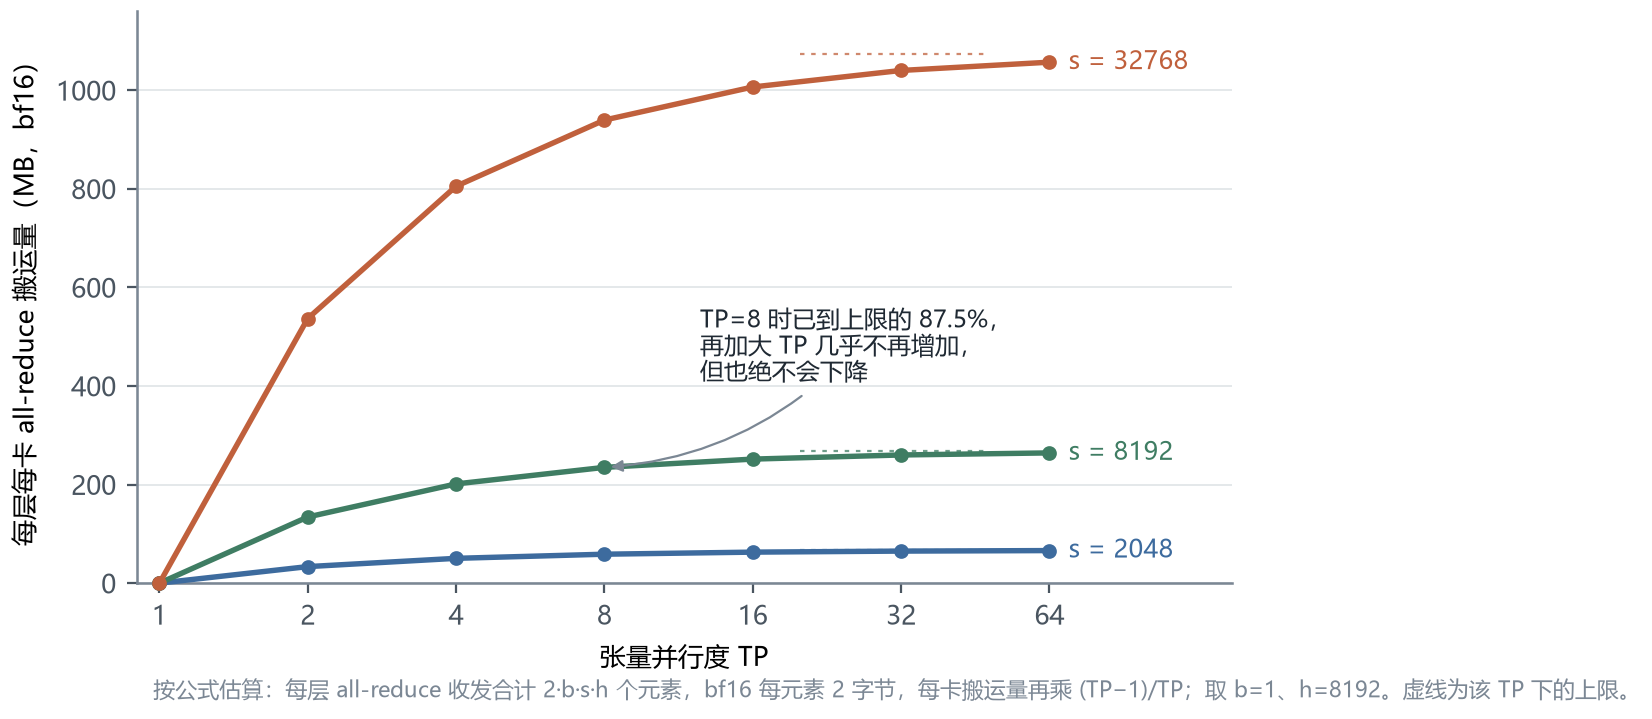 每层每卡 all-reduce 搬运量（MB，bf16）
1000
800
600
400
200
0
s = 32768
TP=8 时已到上限的 87.5%，
再加大 TP 几乎不再增加，
但也绝不会下降
s = 8192
s = 2048
1 2 4 8 16 32 64
张量并行度 TP
按公式估算：每层 all-reduce 收发合计 2·b·s·h 个元素，bf16 每元素 2 字节，每卡搬运量再乘 (TP−1)/TP；取 b=1、h=8192。虚线为该 TP 下的上限。